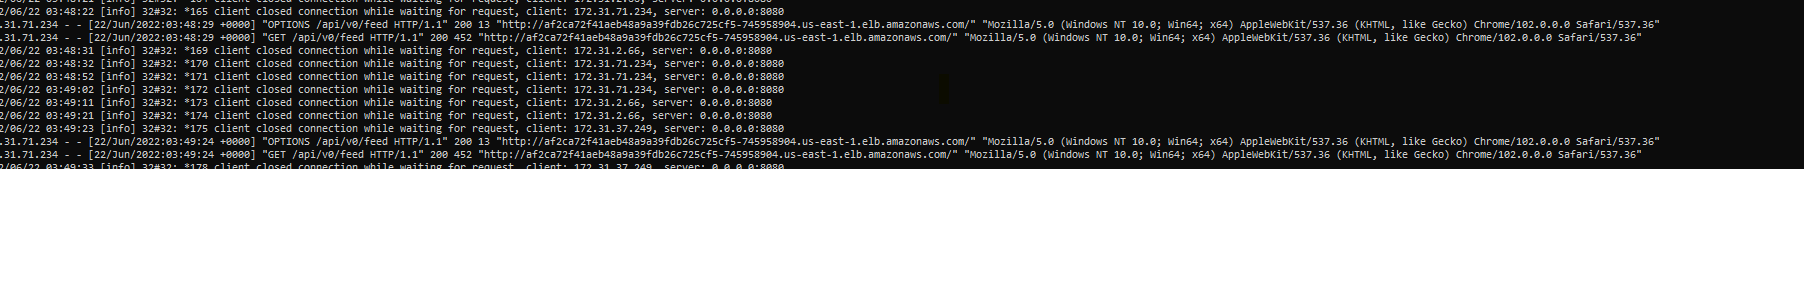 2/06/22 03:48:22 [info] 32#32: *165 client closed connection while waiting for request, client: 172.31.71.234, server: 0.0.0.0:8080
.31.71.234 - - [22/Jun/2022:03:48:29 +0000] "OPTIONS /api/v0/feed HTTP/1.1" 200 13 "http://af2ca72f41aeb48a9a39fdb26c725cf5-745958904.us-east-1.elb.amazonaws.com/" "Mozilla/5.0 (Windows NT 10.0; Win64; x64) AppleWebKit/537.36 (KHTML, like Gecko) Chrome/102.0.0.0 Safari/537.36"
.31.71.234 - - [22/Jun/2022:03:48:29 +0000] "GET /api/v0/feed HTTP/1.1" 200 452 "http://af2ca72f41aeb48a9a39fdb26c725cf5-745958904.us-east-1.elb.amazonaws.com/" "Mozilla/5.0 (Windows NT 10.0; Win64; x64) AppleWebKit/537.36 (KHTML, like Gecko) Chrome/102.0.0.0 Safari/537.36"
2/06/22 03:48:31 [info] 32#32: *169 client closed connection while waiting for request, client: 172.31.2.66, server: 0.0.0.0:8080
2/06/22 03:48:32 [info] 32#32: *170 client closed connection while waiting for request, client: 172.31.71.234, server: 0.0.0.0:8080
2/06/22 03:48:52 [info] 32#32: *171 client closed connection while waiting for request, client: 172.31.71.234, server: 0.0.0.0:8080
2/06/22 03:49:02 [info] 32#32: *172 client closed connection while waiting for request, client: 172.31.71.234, server: 0.0.0.0:8080
2/06/22 03:49:11 [info] 32#32: *173 client closed connection while waiting for request, client: 172.31.2.66, server: 0.0.0.0:8080
2/06/22 03:49:21 [info] 32#32: *174 client closed connection while waiting for request, client: 172.31.2.66, server: 0.0.0.0:8080
2/06/22 03:49:23 [info] 32#32: *175 client closed connection while waiting for request, client: 172.31.37.249, server: 0.0.0.0:8080
.31.71.234 - - [22/Jun/2022:03:49:24 +0000] "OPTIONS /api/v0/feed HTTP/1.1" 200 13 "http://af2ca72f41aeb48a9a39fdb26c725cf5-745958904.us-east-1.elb.amazonaws.com/" "Mozilla/5.0 (Windows NT 10.0; Win64; x64) AppleWebKit/537.36 (KHTML, like Gecko) Chrome/102.0.0.0 Safari/537.36"
.31.71.234 - - [22/Jun/2022:03:49:24 +0000] "GET /api/v0/feed HTTP/1.1" 200 452 "http://af2ca72f41aeb48a9a39fdb26c725cf5-745958904.us-east-1.elb.amazonaws.com/" "Mozilla/5.0 (Windows NT 10.0; Win64; x64) AppleWebKit/537.36 (KHTML, like Gecko) Chrome/102.0.0.0 Safari/537.36"
2/06/22 03:49:33 [info] 32#32: *178 client closed connection while waiting for request, client: 172.31.37.249, server: 0.0.0.0:8080